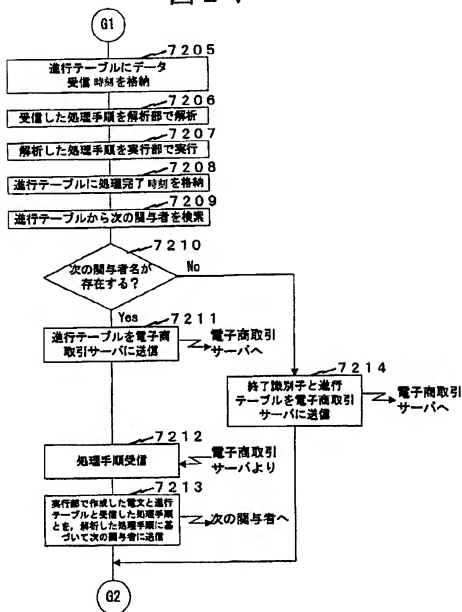 G1
7205
進行テーブルにデータ
受信時刻を格納
7206
受信した処理手順を解析部で解析
7207
解析した処理手順を実行部で実行
7208
進行テーブルに処理完了時刻を格納
7209
進行テーブルから次の関与者を検索
7210
次の関与者名が
存在する?
No
Yes
7211
進行テーブルを電子商
取引サーバに送信
電子商取引
サーバへ
7214
終了識別子と進行
テーブルを電子商取引
サーバに送信
電子商取引
サーバへ
7212
処理手順受信
電子商取引
サーバより
7213
実行部で作成した電文と進行
テーブルと受信した処理手順
とを，解析した処理手順に基
づいて次の関与者に送信
次の関与者へ
G2